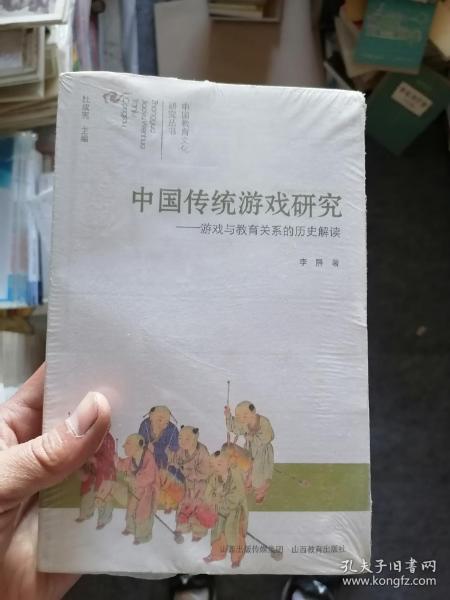 杜成宪 主编
中国教育文化
研究丛书
中国传统游戏研究
——游戏与教育关系的历史解读
李屏 著
山西出版传媒集团 山西教育出版社
孔夫子旧书网
www.kongfz.com